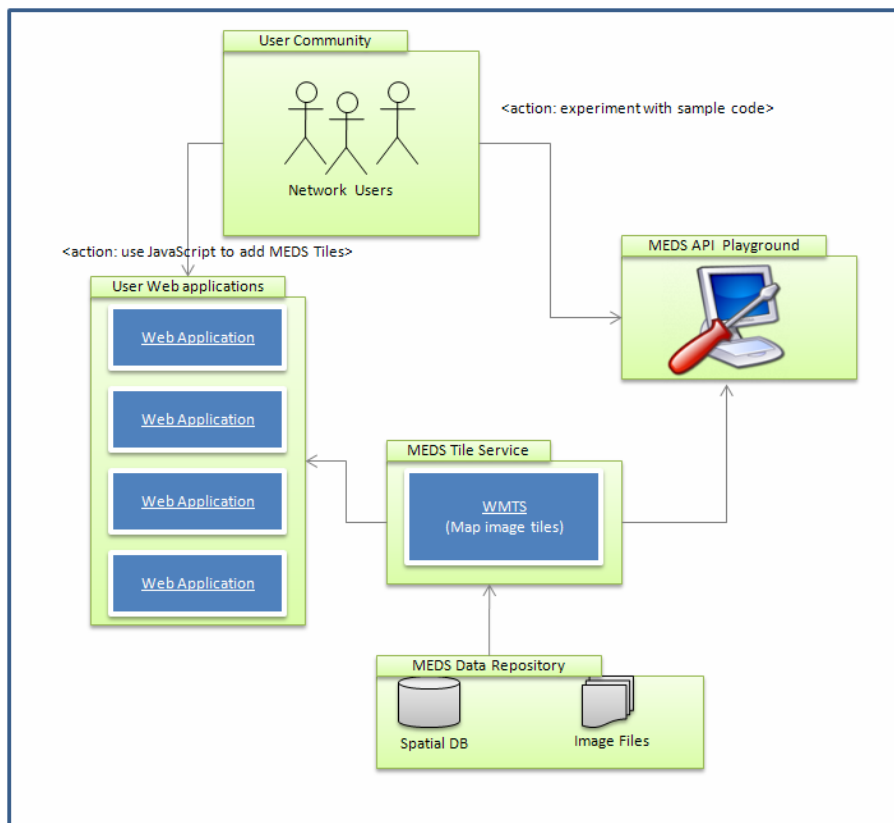 User Community
Network Users
<action: experiment with sample code>
<action: use JavaScript to add MEDS Tiles>
MEDS API Playground
User Web applications
Web Application
Web Application
Web Application
Web Application
MEDS Tile Service
WMTS
(Map image tiles)
MEDS Data Repository
Spatial DB
Image Files